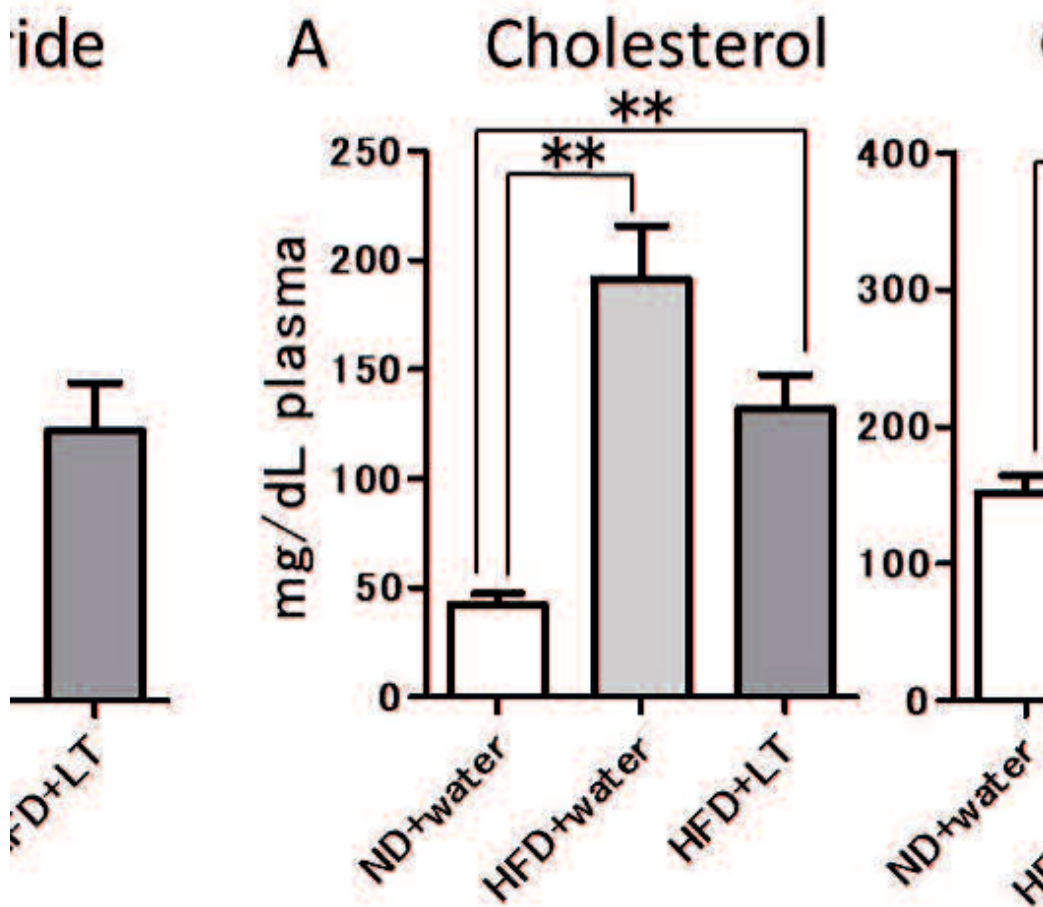 ride
A
Cholesterol
**
**
mg/dL plasma
250
200
150
100
50
0
ND+water
HFD+water
HFD+LT
FD+LT
400
300
200
100
0
ND+water